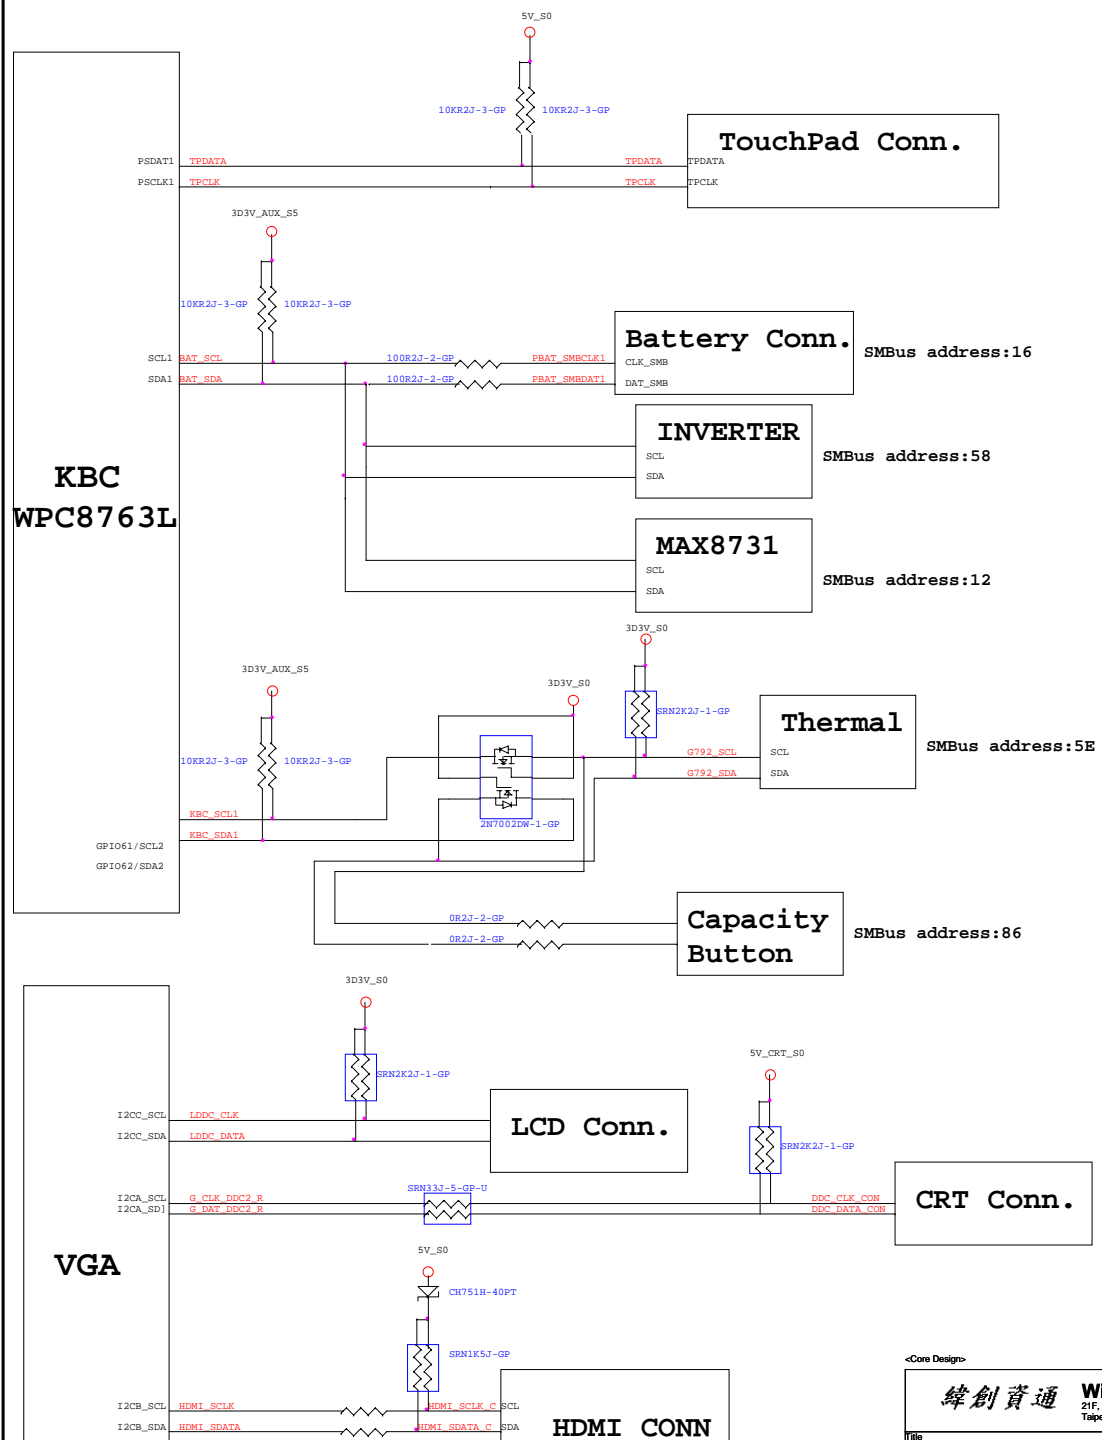 5V_S0
10KR2J-3-GP
10KR2J-3-GP
TouchPad Conn.
PSDAT1
TPDATA
TPDATA
TPDATA
PSCLK1
TPCLK
TPCLK
TPCLK
3D3V_AUX_S5
10KR2J-3-GP
10KR2J-3-GP
Battery Conn.
SMBus address:16
SCL1
BAT_SCL
100R2J-2-GP
PBAT_SMBCLK1
CLK_SMB
SDA1
BAT_SDA
100R2J-2-GP
PBAT_SMBDAT1
DAT_SMB
INVERTER
SCL
SMBus address:58
SDA
KBC
WPC8763L
MAX8731
SCL
SMBus address:12
SDA
3D3V_S0
3D3V_AUX_S5
3D3V_S0
SRN2K2J-1-GP
Thermal
SMBus address:5E
G792_SCL
SCL
10KR2J-3-GP
10KR2J-3-GP
G792_SDA
SDA
KBC_SCL1
2N7002DW-1-GP
KBC_SDA1
GPIO61/SCL2
GPIO62/SDA2
0R2J-2-GP
Capacity
Button
SMBus address:86
0R2J-2-GP
3D3V_S0
5V_CRT_S0
SRN2K2J-1-GP
I2CC_SCL
LDDC_CLK
LCD Conn.
I2CC_SDA
LDDC_DATA
SRN2K2J-1-GP
SRN33J-5-GP-U
I2CA_SCL
G_CLK_DDC2_R
DDC_CLK_CON
CRT Conn.
I2CA_SD]
G_DAT_DDC2_R
DDC_DATA_CON
VGA
5V_S0
CH751H-40PT
SRN1K5J-GP
<Core Design>
緯創資通
Wi
21F,
Taipe
I2CB_SCL
HDMI_SCLK
HDMI_SCLK_C
SCL
I2CB_SDA
HDMI_SDATA
HDMI_SDATA_C
SDA
HDMI CONN
Title